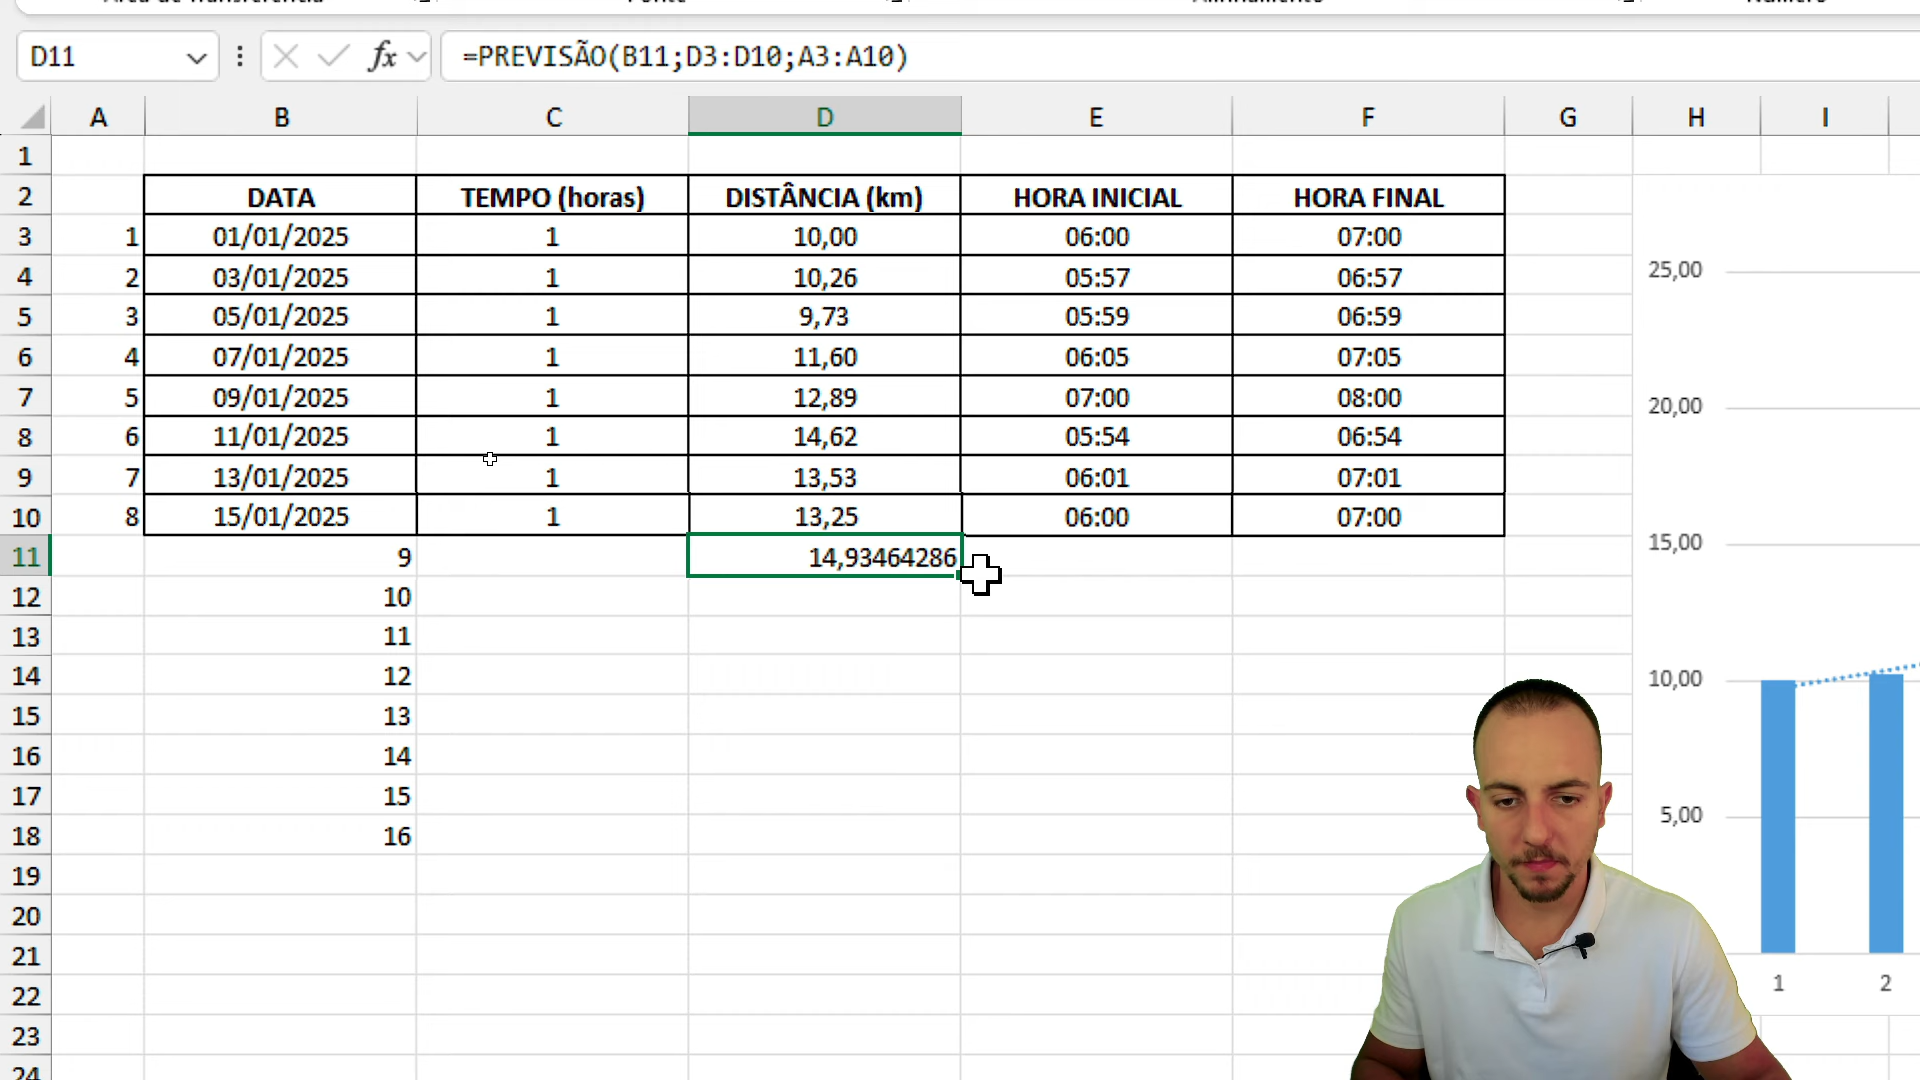 Área de Transferência Fonte Alinhamento Número
D11 fx =PREVISÃO(B11;D3:D10;A3:A10)
A B C D E F G H I
1
2 DATA TEMPO (horas) DISTÂNCIA (km) HORA INICIAL HORA FINAL
3 1 01/01/2025 1 10,00 06:00 07:00
4 2 03/01/2025 1 10,26 05:57 06:57
5 3 05/01/2025 1 9,73 05:59 06:59
6 4 07/01/2025 1 11,60 06:05 07:05
7 5 09/01/2025 1 12,89 07:00 08:00
8 6 11/01/2025 1 14,62 05:54 06:54
9 7 13/01/2025 1 13,53 06:01 07:01
10 8 15/01/2025 1 13,25 06:00 07:00
11 9 14,93464286
12 10
13 11
14 12
15 13
16 14
17 15
18 16
19
20
21
22
23
24
25,00
20,00
15,00
10,00
5,00
1 2